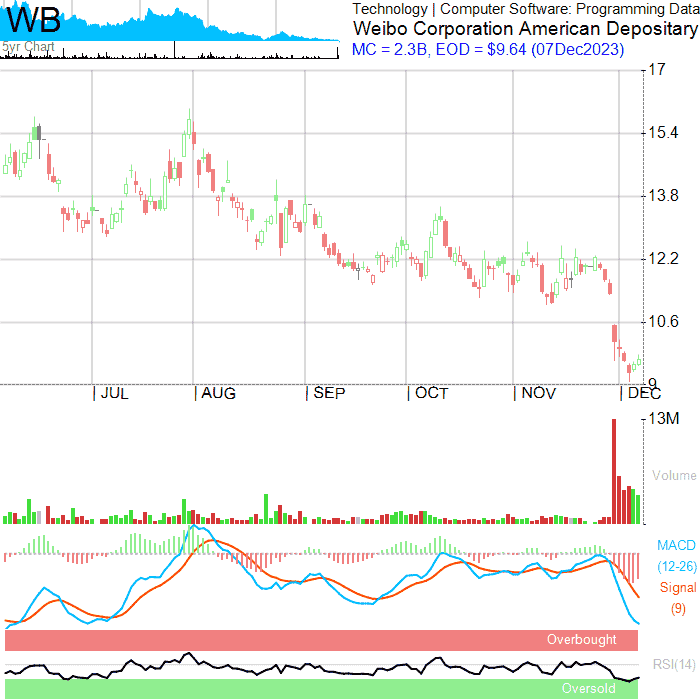 WB
5yr Chart
Technology | Computer Software: Programming Data
Weibo Corporation American Depositary
MC = 2.3B, EOD = $9.64 (07Dec2023)
17
15.4
13.8
12.2
10.6
9
| JUL | AUG | SEP | OCT | NOV | DEC
13M
Volume
MACD
(12-26)
Signal
(9)
Overbought
RSI(14)
Oversold